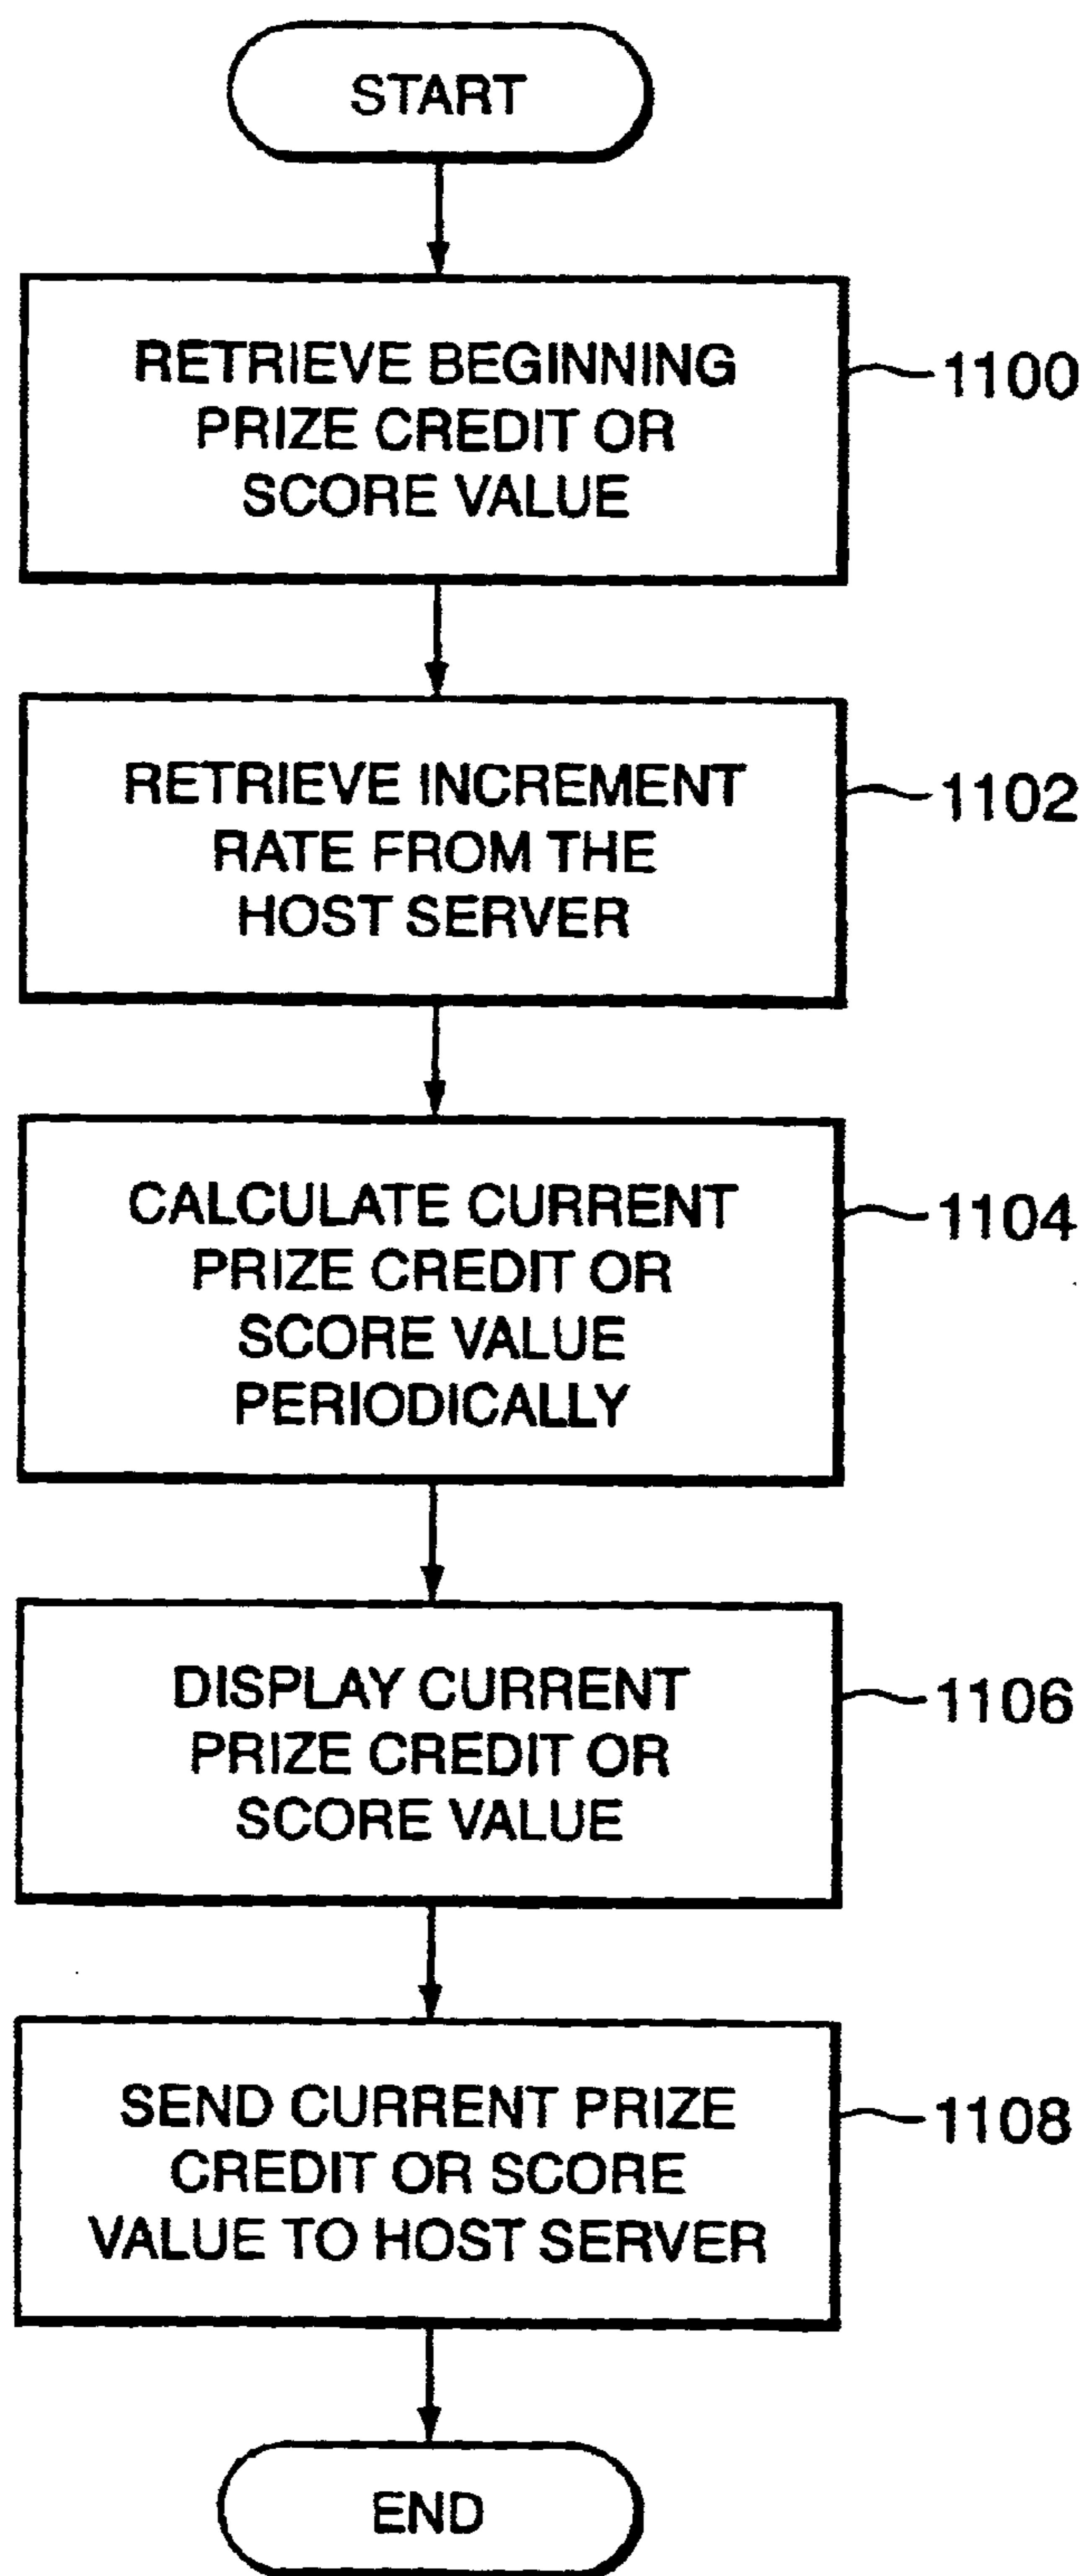 START
RETRIEVE BEGINNING
PRIZE CREDIT OR
SCORE VALUE
1100
RETRIEVE INCREMENT
RATE FROM THE
HOST SERVER
1102
CALCULATE CURRENT
PRIZE CREDIT OR
SCORE VALUE
PERIODICALLY
1104
DISPLAY CURRENT
PRIZE CREDIT OR
SCORE VALUE
1106
SEND CURRENT PRIZE
CREDIT OR SCORE
VALUE TO HOST SERVER
1108
END